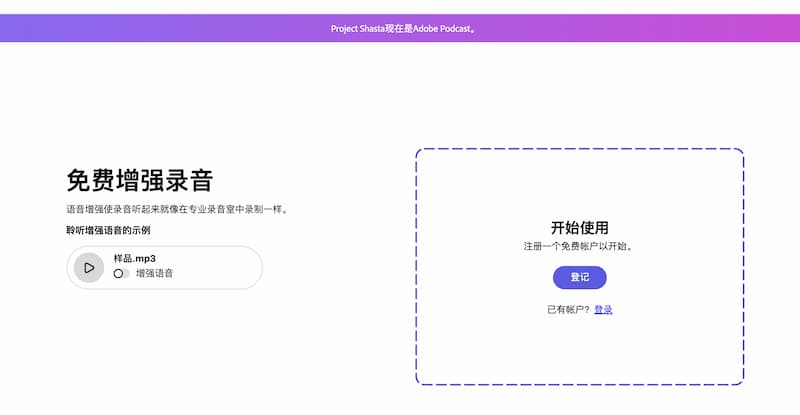 Project Shasta现在是Adobe Podcast。
免费增强录音
语音增强使录音听起来就像在专业录音室中录制一样。
聆听增强语音的示例
样品.mp3
增强语音
开始使用
注册一个免费帐户以开始。
登记
已有帐户？登录